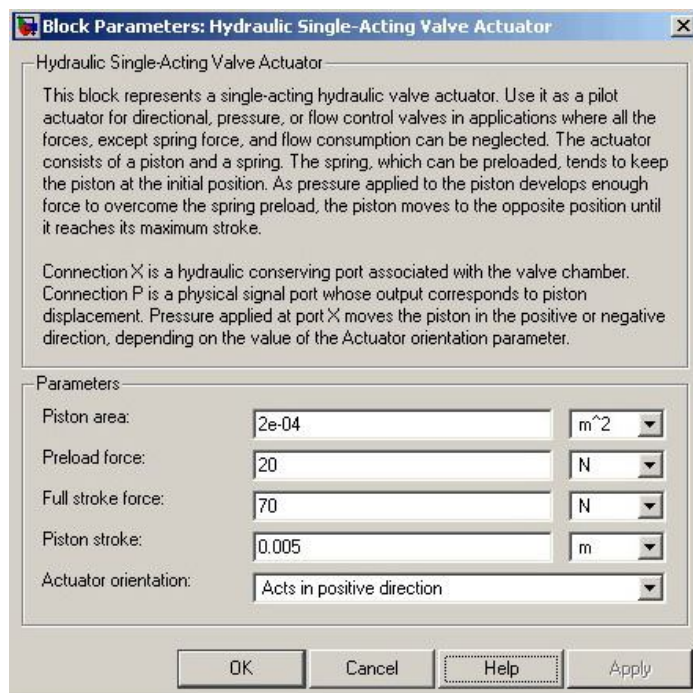 Block Parameters: Hydraulic Single-Acting Valve Actuator
Hydraulic Single-Acting Valve Actuator
This block represents a single-acting hydraulic valve actuator. Use it as a pilot
actuator for directional, pressure, or flow control valves in applications where all the
forces, except spring force, and flow consumption can be neglected. The actuator
consists of a piston and a spring. The spring, which can be preloaded, tends to keep
the piston at the initial position. As pressure applied to the piston develops enough
force to overcome the spring preload, the piston moves to the opposite position until
it reaches its maximum stroke.
Connection X is a hydraulic conserving port associated with the valve chamber.
Connection P is a physical signal port whose output corresponds to piston
displacement. Pressure applied at port X moves the piston in the positive or negative
direction, depending on the value of the Actuator orientation parameter.
Parameters
Piston area: 2e-04 m^2
Preload force: 20 N
Full stroke force: 70 N
Piston stroke: 0.005 m
Actuator orientation: Acts in positive direction
OK Cancel Help Apply